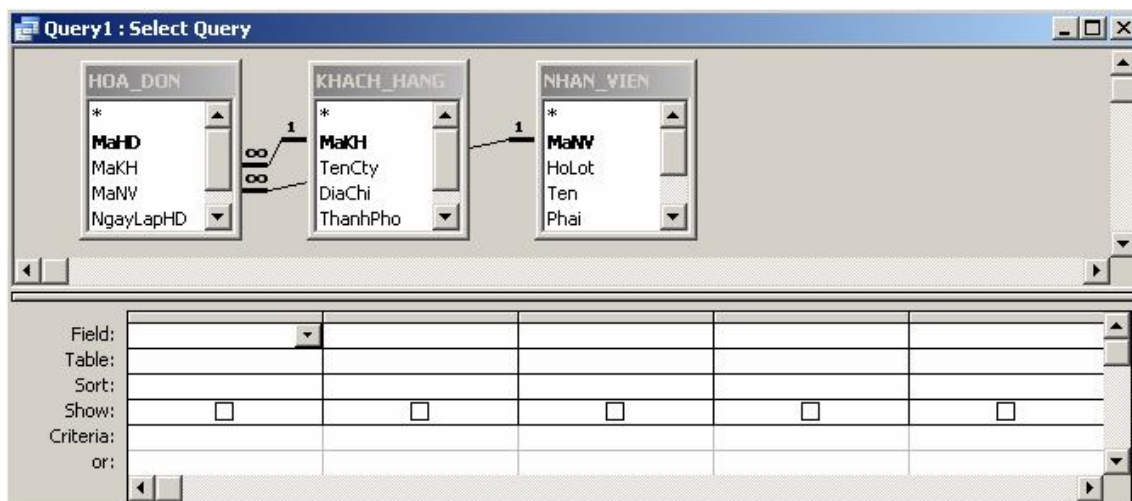 Query1 : Select Query
HOA_DON
*
MaHD
MaKH
MaNV
NgayLapHD
∞
∞
1
KHACH_HANG
*
MaKH
TenCty
DiaChi
ThanhPho
1
NHAN_VIEN
*
MaNV
HoLot
Ten
Phai
Field:
Table:
Sort:
Show:
Criteria:
or: